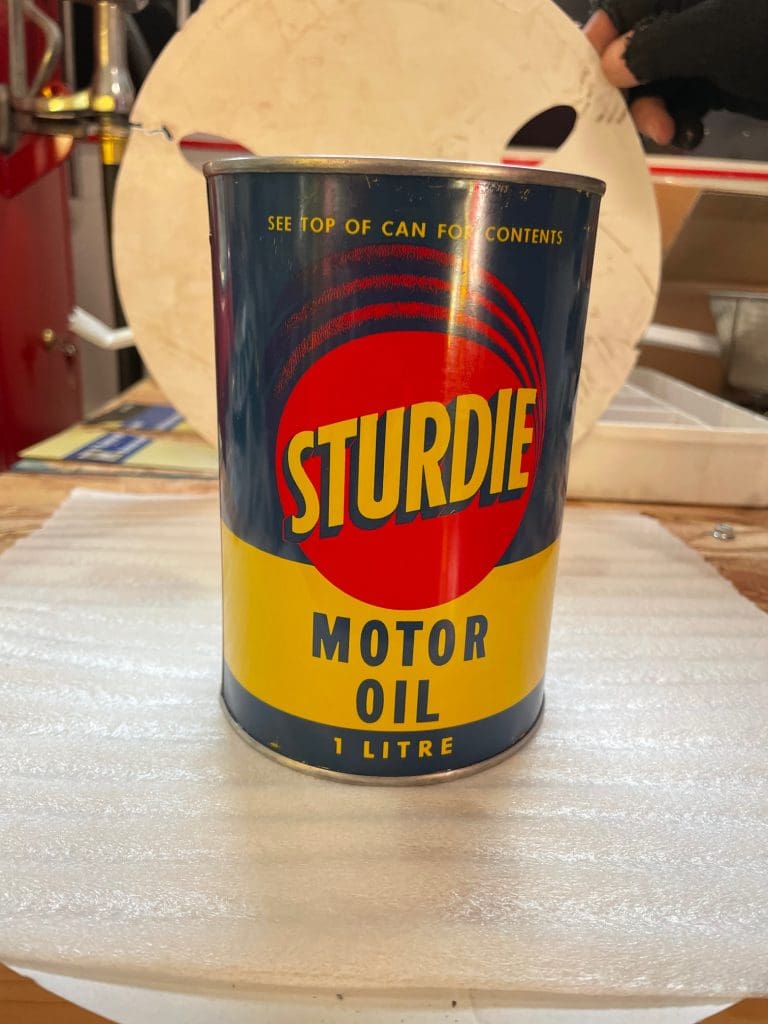 SEE TOP OF CAN FOR CONTENTS
STURDIE
MOTOR
OIL
1 LITRE